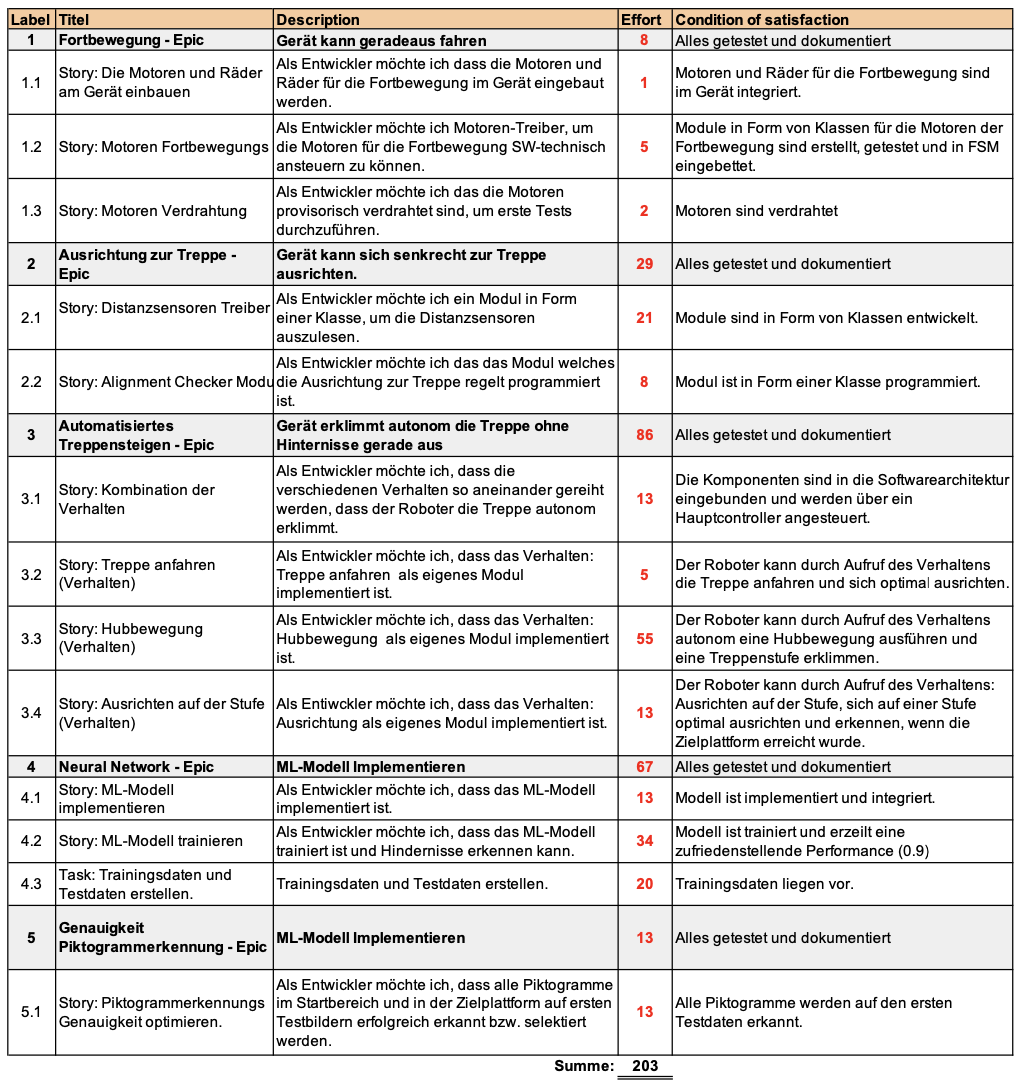 Label Titel Description Effort Condition of satisfaction
1 Fortbewegung - Epic Gerät kann geradeaus fahren 8 Alles getestet und dokumentiert
1.1
Story: Die Motoren und Räder
am Gerät einbauen
Als Entwickler möchte ich dass die Motoren und
Räder für die Fortbewegung im Gerät eingebaut
werden.
1
Motoren und Räder für die Fortbewegung sind
im Gerät integriert.
1.2
Story: Motoren Fortbewegungs
Als Entwickler möchte ich Motoren-Treiber, um
die Motoren für die Fortbewegung SW-technisch
ansteuern zu können.
5
Module in Form von Klassen für die Motoren der
Fortbewegung sind erstellt, getestet und in FSM
eingebettet.
1.3
Story: Motoren Verdrahtung
Als Entwickler möchte ich das die Motoren
provisorisch verdrahtet sind, um erste Tests
durchzuführen.
2
Motoren sind verdrahtet
2
Ausrichtung zur Treppe -
Epic
Gerät kann sich senkrecht zur Treppe
ausrichten.
29
Alles getestet und dokumentiert
2.1
Story: Distanzsensoren Treiber
Als Entwickler möchte ich ein Modul in Form
einer Klasse, um die Distanzsensoren
auszulesen.
21
Module sind in Form von Klassen entwickelt.
2.2
Story: Alignment Checker Modu
Als Entwickler möchte ich das das Modul welches
die Ausrichtung zur Treppe regelt programmiert
ist.
8
Modul ist in Form einer Klasse programmiert.
3
Automatisiertes
Treppensteigen - Epic
Gerät erklimmt autonom die Treppe ohne
Hinternisse gerade aus
86
Alles getestet und dokumentiert
3.1
Story: Kombination der
Verhalten
Als Entwickler möchte ich, dass die
verschiedenen Verhalten so aneinander gereiht
werden, dass der Roboter die Treppe autonom
erklimmt.
13
Die Komponenten sind in die Softwarearchitektur
eingebunden und werden über ein
Hauptcontroller angesteuert.
3.2
Story: Treppe anfahren
(Verhalten)
Als Entwickler möchte ich, dass das Verhalten:
Treppe anfahren als eigenes Modul
implementiert ist.
5
Der Roboter kann durch Aufruf des Verhaltens
die Treppe anfahren und sich optimal ausrichten.
3.3
Story: Hubbewegung
(Verhalten)
Als Entwickler möchte ich, dass das Verhalten:
Hubbewegung als eigenes Modul implementiert
ist.
55
Der Roboter kann durch Aufruf des Verhaltens
autonom eine Hubbewegung ausführen und
eine Treppenstufe erklimmen.
3.4
Story: Ausrichten auf der Stufe
(Verhalten)
Als Entiwckler möchte ich, dass das Verhalten:
Ausrichtung als eigenes Modul implementiert ist.
13
Der Roboter kann durch Aufruf des Verhaltens:
Ausrichten auf der Stufe, sich auf einer Stufe
optimal ausrichten und erkennen, wenn die
Zielplattform erreicht wurde.
4 Neural Network - Epic ML-Modell Implementieren 67 Alles getestet und dokumentiert
4.1
Story: ML-Modell
implementieren
Als Entwickler möchte ich, dass das ML-Modell
implementiert ist.
13
Modell ist implementiert und integriert.
4.2
Story: ML-Modell trainieren
Als Entwickler möchte ich, dass das ML-Modell
trainiert ist und Hindernisse erkennen kann.
34
Modell ist trainiert und erzeilt eine
zufriedenstellende Performance (0.9)
4.3
Task: Trainingsdaten und
Testdaten erstellen.
Trainingsdaten und Testdaten erstellen.
20
Trainingsdaten liegen vor.
5
Genauigkeit
Piktogrammerkennung - Epic
ML-Modell Implementieren
13
Alles getestet und dokumentiert
5.1
Story: Piktogrammerkennungs
Genauigkeit optimieren.
Als Entwickler möchte ich, dass alle Piktogramme
im Startbereich und in der Zielplattform auf ersten
Testbildern erfolgreich erkannt bzw. selektiert
werden.
13
Alle Piktogramme werden auf den ersten
Testdaten erkannt.
Summe: 203